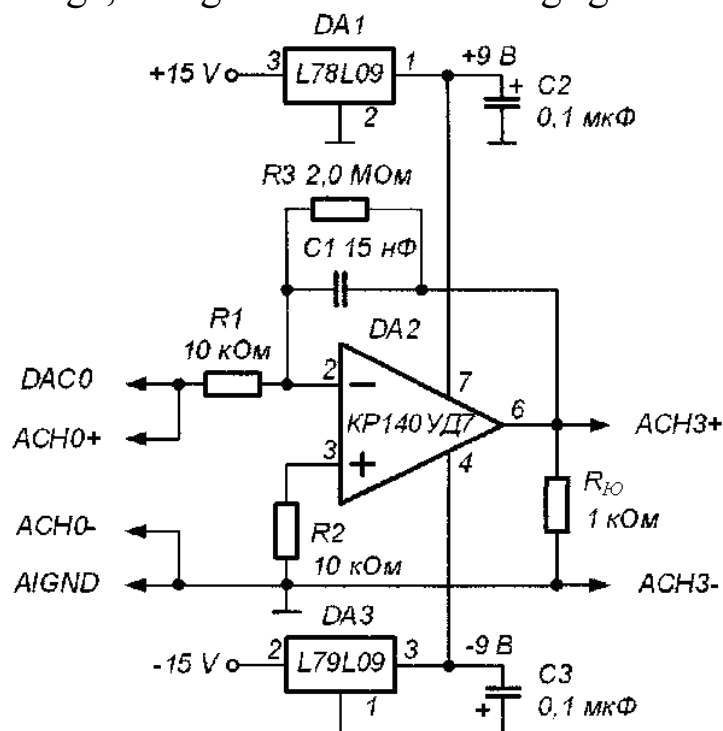 DA1
+15 V
3
L78L09
1
+9 В
2
C2
0,1 мкФ
+
R3 2,0 МОм
C1 15 нФ
R1
10 кОм
DA2
DAC0
ACH0+
2
7
КР140УД7
6
ACH3+
3
4
R2
10 кОм
RЮ
1 кОм
ACH0-
AIGND
ACH3-
DA3
-15 V
2
L79L09
3
-9 В
1
C3
0,1 мкФ
+